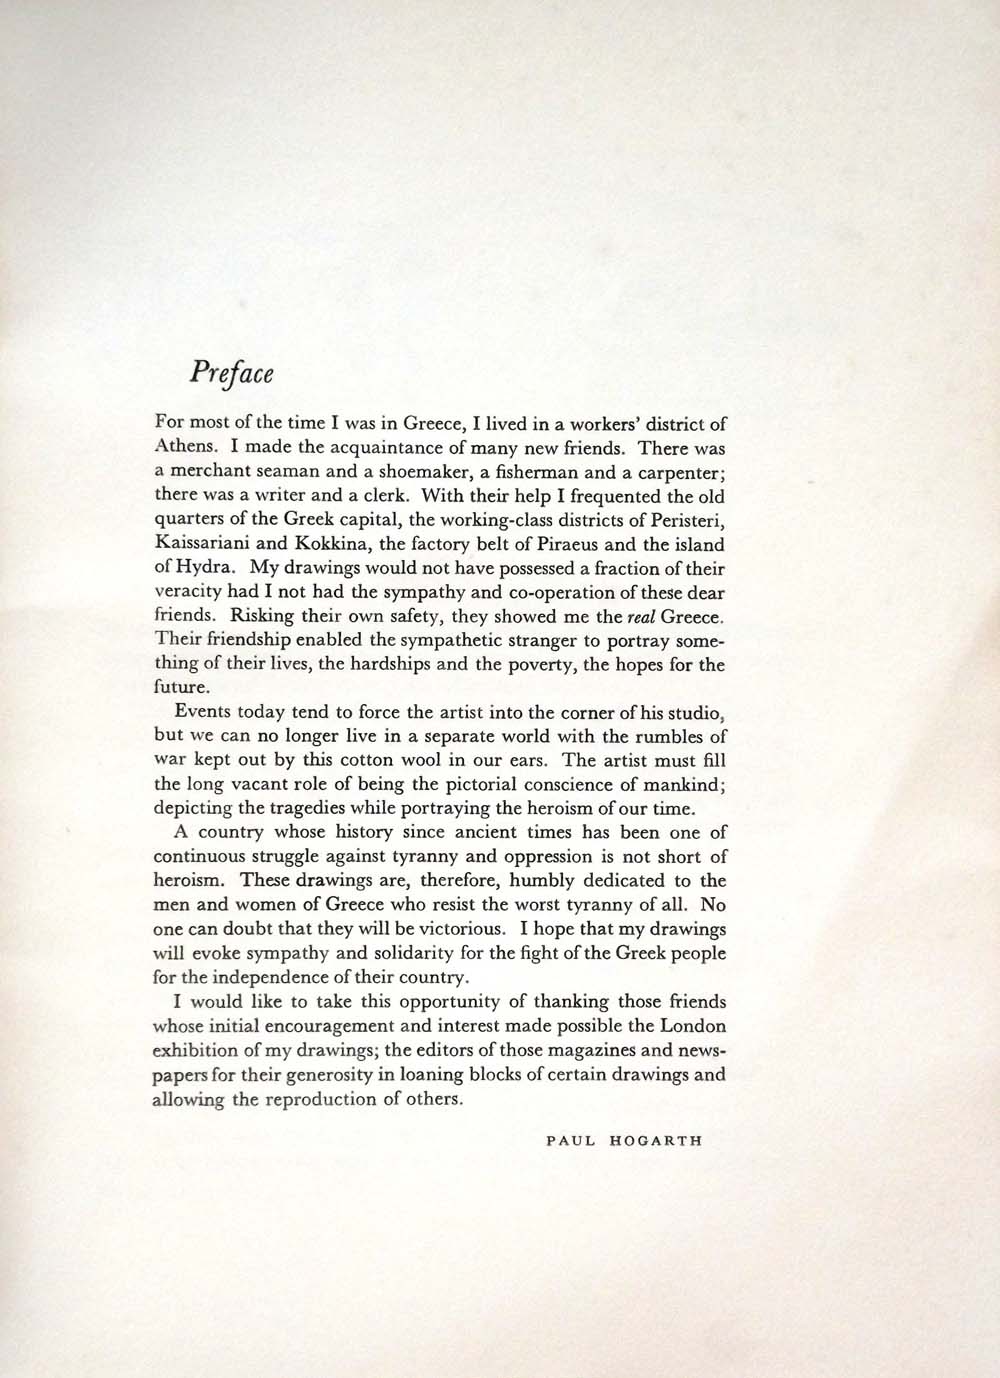 Preface
For most of the time I was in Greece, I lived in a workers' district of
Athens. I made the acquaintance of many new friends. There was
a merchant seaman and a shoemaker, a fisherman and a carpenter;
there was a writer and a clerk. With their help I frequented the old
quarters of the Greek capital, the working-class districts of Peristeri,
Kaissariani and Kokkina, the factory belt of Piraeus and the island
of Hydra. My drawings would not have possessed a fraction of their
veracity had I not had the sympathy and co-operation of these dear
friends. Risking their own safety, they showed me the real Greece.
Their friendship enabled the sympathetic stranger to portray some-
thing of their lives, the hardships and the poverty, the hopes for the
future.
Events today tend to force the artist into the corner of his studio,
but we can no longer live in a separate world with the rumbles of
war kept out by this cotton wool in our ears. The artist must fill
the long vacant role of being the pictorial conscience of mankind;
depicting the tragedies while portraying the heroism of our time.
A country whose history since ancient times has been one of
continuous struggle against tyranny and oppression is not short of
heroism. These drawings are, therefore, humbly dedicated to the
men and women of Greece who resist the worst tyranny of all. No
one can doubt that they will be victorious. I hope that my drawings
will evoke sympathy and solidarity for the fight of the Greek people
for the independence of their country.
I would like to take this opportunity of thanking those friends
whose initial encouragement and interest made possible the London
exhibition of my drawings; the editors of those magazines and news-
papers for their generosity in loaning blocks of certain drawings and
allowing the reproduction of others.
PAUL HOGARTH